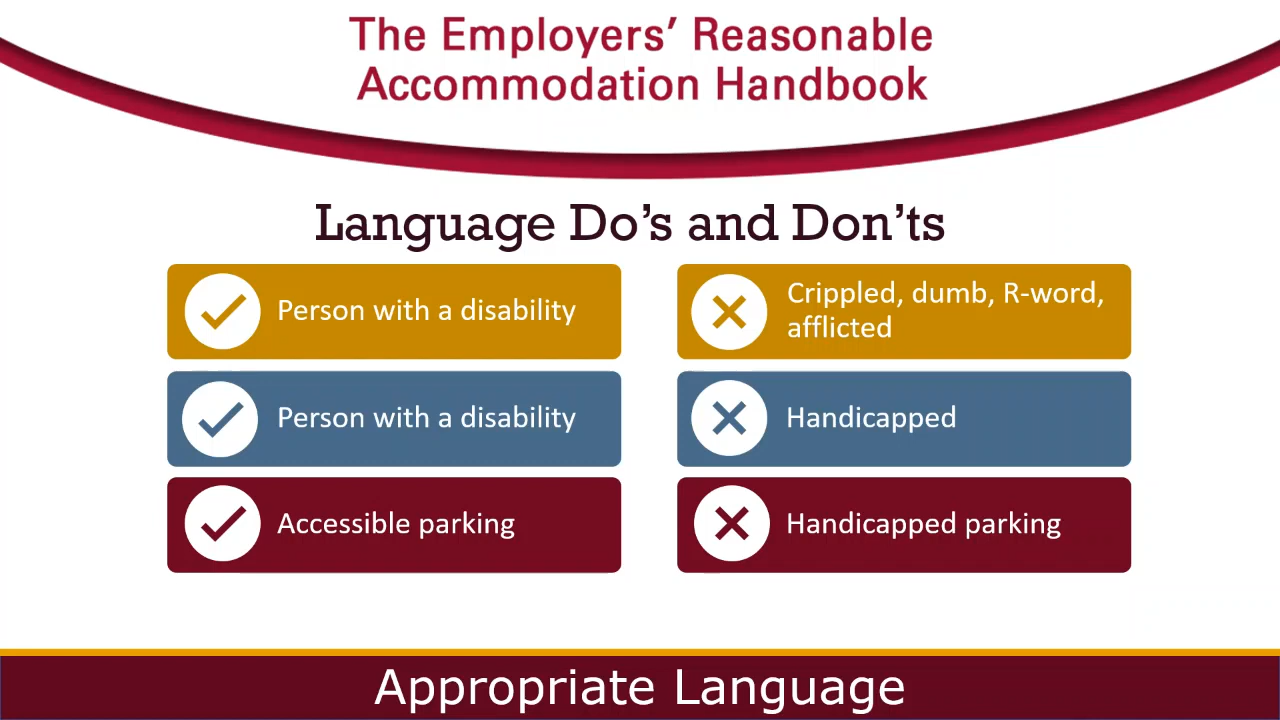 The Employers’ Reasonable
Accommodation Handbook
Language Do’s and Don’ts
Person with a disability
Crippled, dumb, R-word,
afflicted
Person with a disability
Handicapped
Accessible parking
Handicapped parking
Appropriate Language